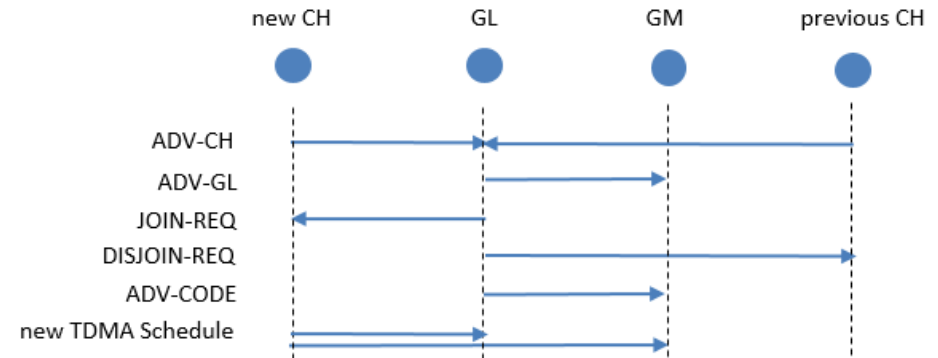 new CH GL GM previous CH
ADV-CH
ADV-GL
JOIN-REQ
DISJOIN-REQ
ADV-CODE
new TDMA Schedule